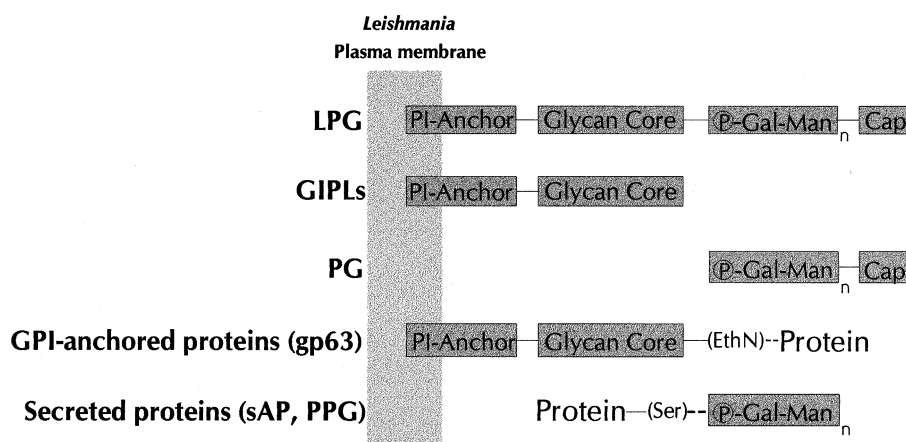 Leishmania
Plasma membrane
LPG PI-Anchor Glycan Core Ⓟ-Gal-Man n Cap
GIPLs PI-Anchor Glycan Core
PG Ⓟ-Gal-Man n Cap
GPI-anchored proteins (gp63) PI-Anchor Glycan Core (EthN)--Protein
Secreted proteins (sAP, PPG) Protein—(Ser)-- Ⓟ-Gal-Man n